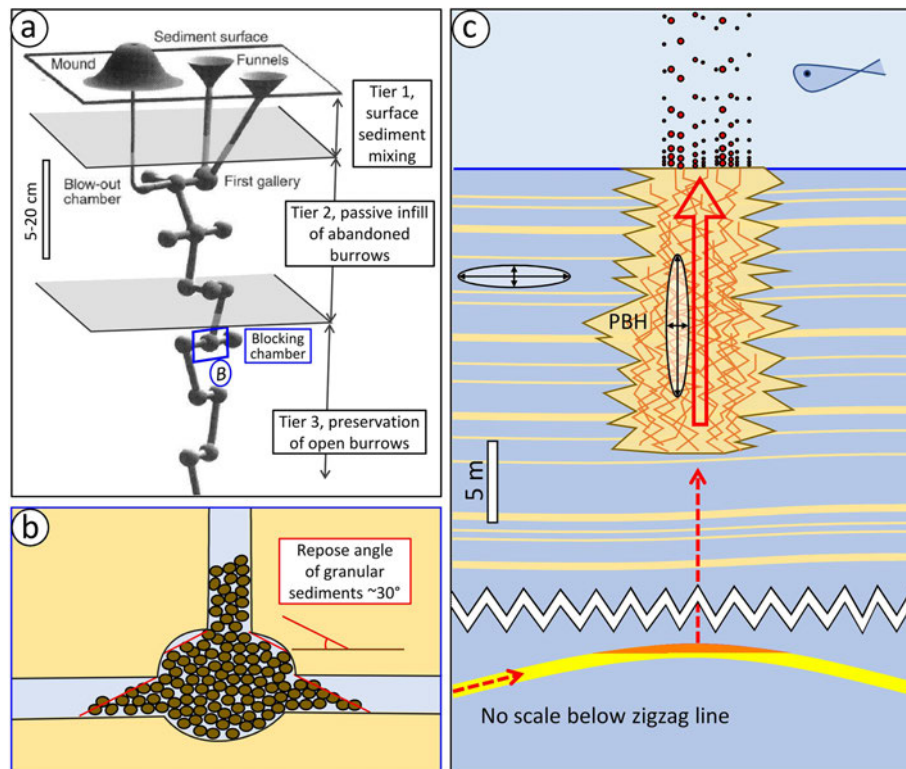 a
Sediment surface
Mound
Funnels
Tier 1,
surface
sediment
mixing
5-20 cm
Blow-out
chamber
First gallery
Tier 2, passive infill
of abandoned
burrows
Blocking
chamber
B
Tier 3, preservation
of open burrows
b
Repose angle
of granular
sediments ~30°
c
PBH
5 m
No scale below zigzag line